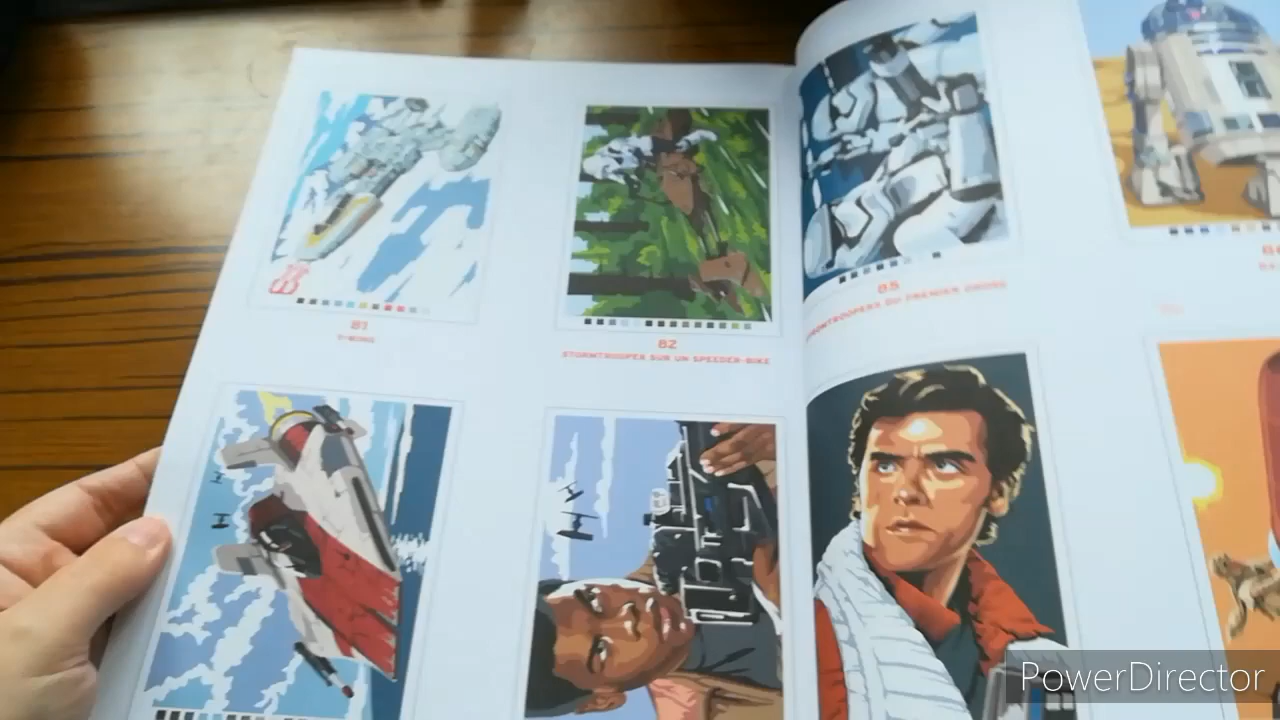 81
Y-WING
82
STORMTROOPER SUR UN SPEEDER-BIKE
85
STORMTROOPERS DU PREMIER ORDRE
PowerDirector